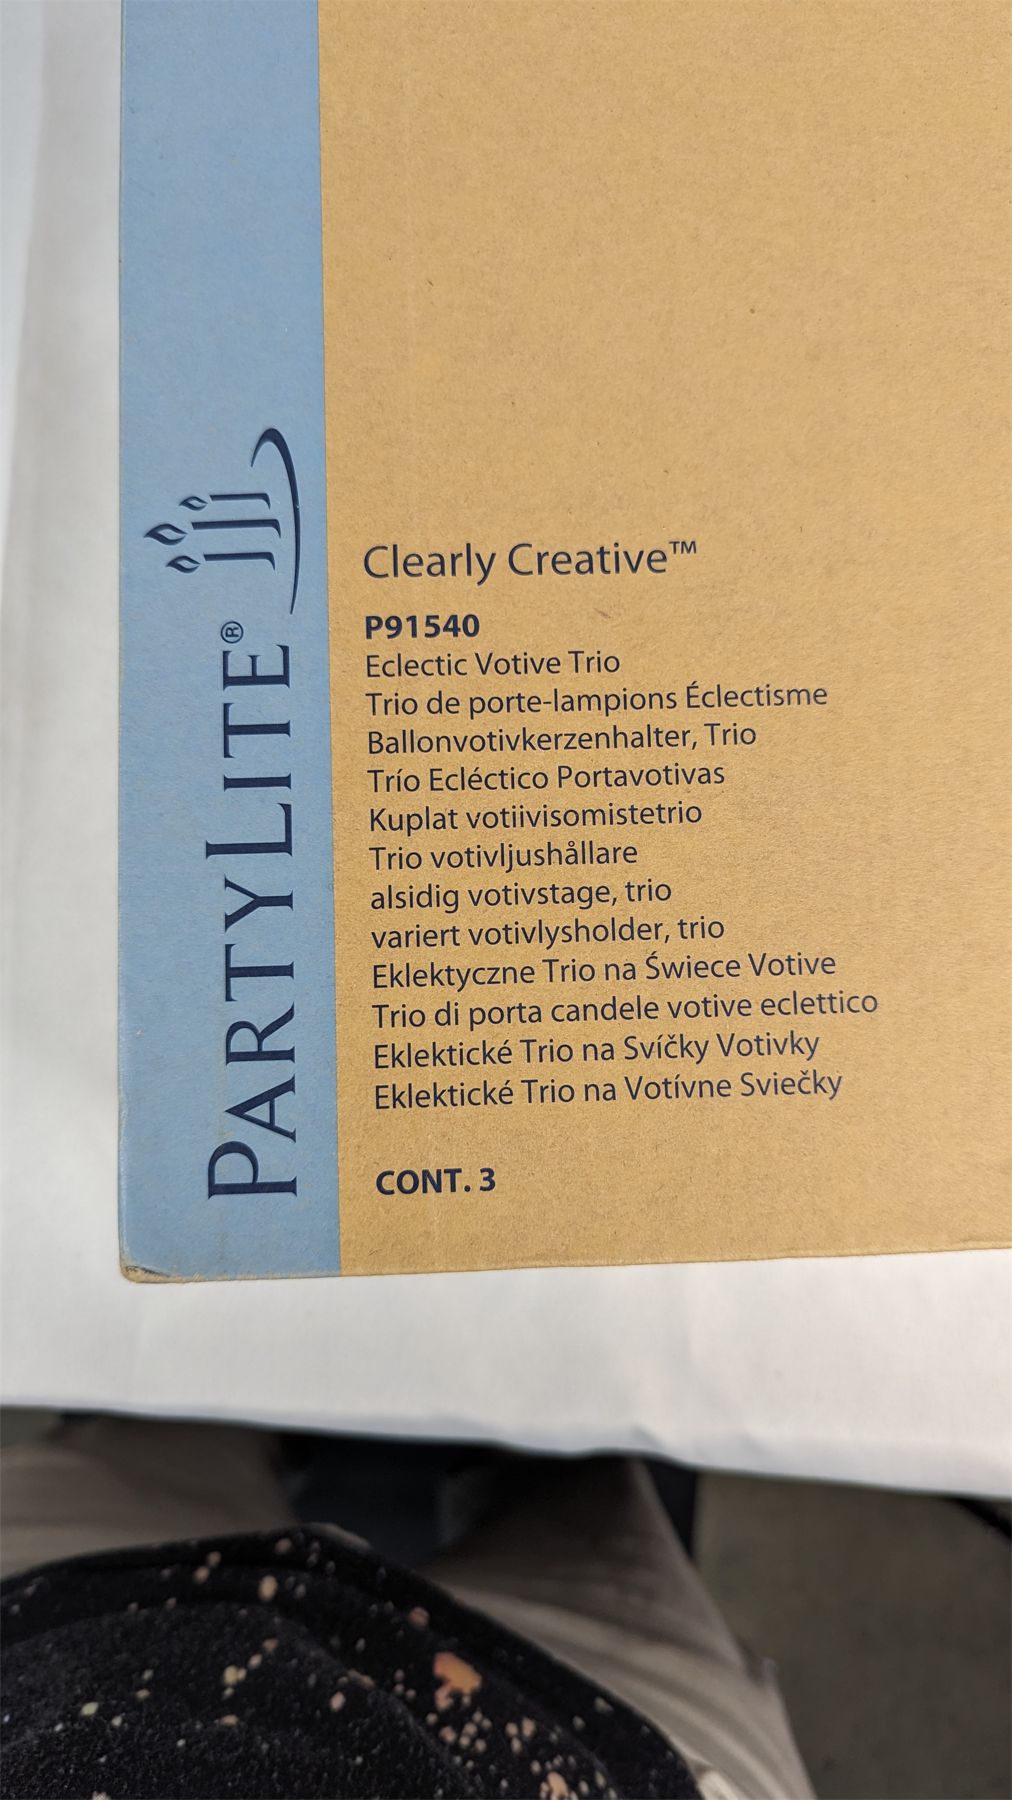 PARTYLITE®
Clearly Creative™
P91540
Eclectic Votive Trio
Trio de porte-lampions Éclectisme
Ballonvotivkerzenhalter, Trio
Trío Ecléctico Portavotivas
Kuplat votiivisomistetrio
Trio votivljushållare
alsidig votivstage, trio
variert votivlysholder, trio
Eklektyczne Trio na Świece Votive
Trio di porta candele votive eclettico
Eklektické Trio na Svíčky Votivky
Eklektické Trio na Votívne Sviečky
CONT. 3